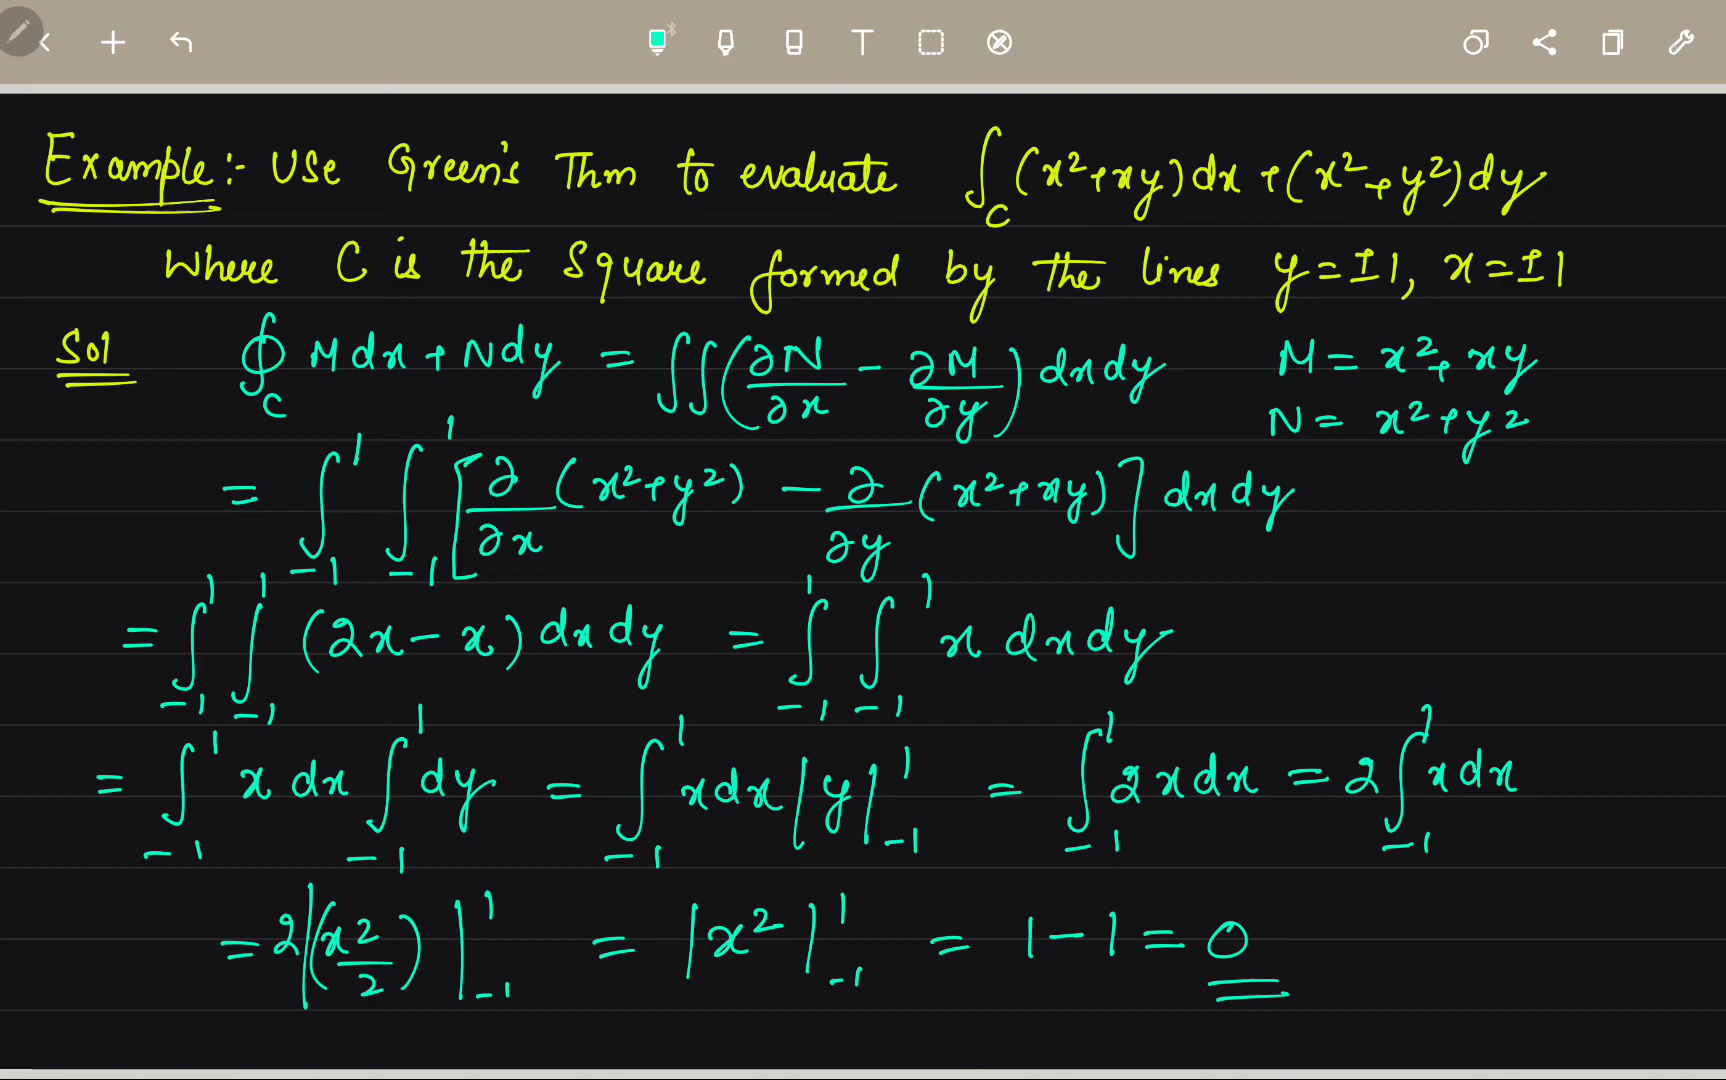 Example:- Use Green's Thm to evaluate ∫_C (x²+xy)dx+(x²+y²)dy
Where C is the Square formed by the lines y=±1, x=±1
Sol ∮_C Mdx+Ndy = ∬(∂N/∂x - ∂M/∂y) dxdy M = x²+xy
N = x²+y²
= ∫_{-1}^{1} ∫_{-1}^{1} [∂/∂x (x²+y²) - ∂/∂y (x²+xy)] dxdy
= ∫_{-1}^{1} ∫_{-1}^{1} (2x-x) dxdy = ∫_{-1}^{1} ∫_{-1}^{1} x dxdy
= ∫_{-1}^{1} x dx ∫_{-1}^{1} dy = ∫_{-1}^{1} xdx |y|_{-1}^{1} = ∫_{-1}^{1} 2xdx = 2∫_{-1}^{1} xdx
= 2|(x²/2)|_{-1}^{1} = |x²|_{-1}^{1} = 1-1 = 0